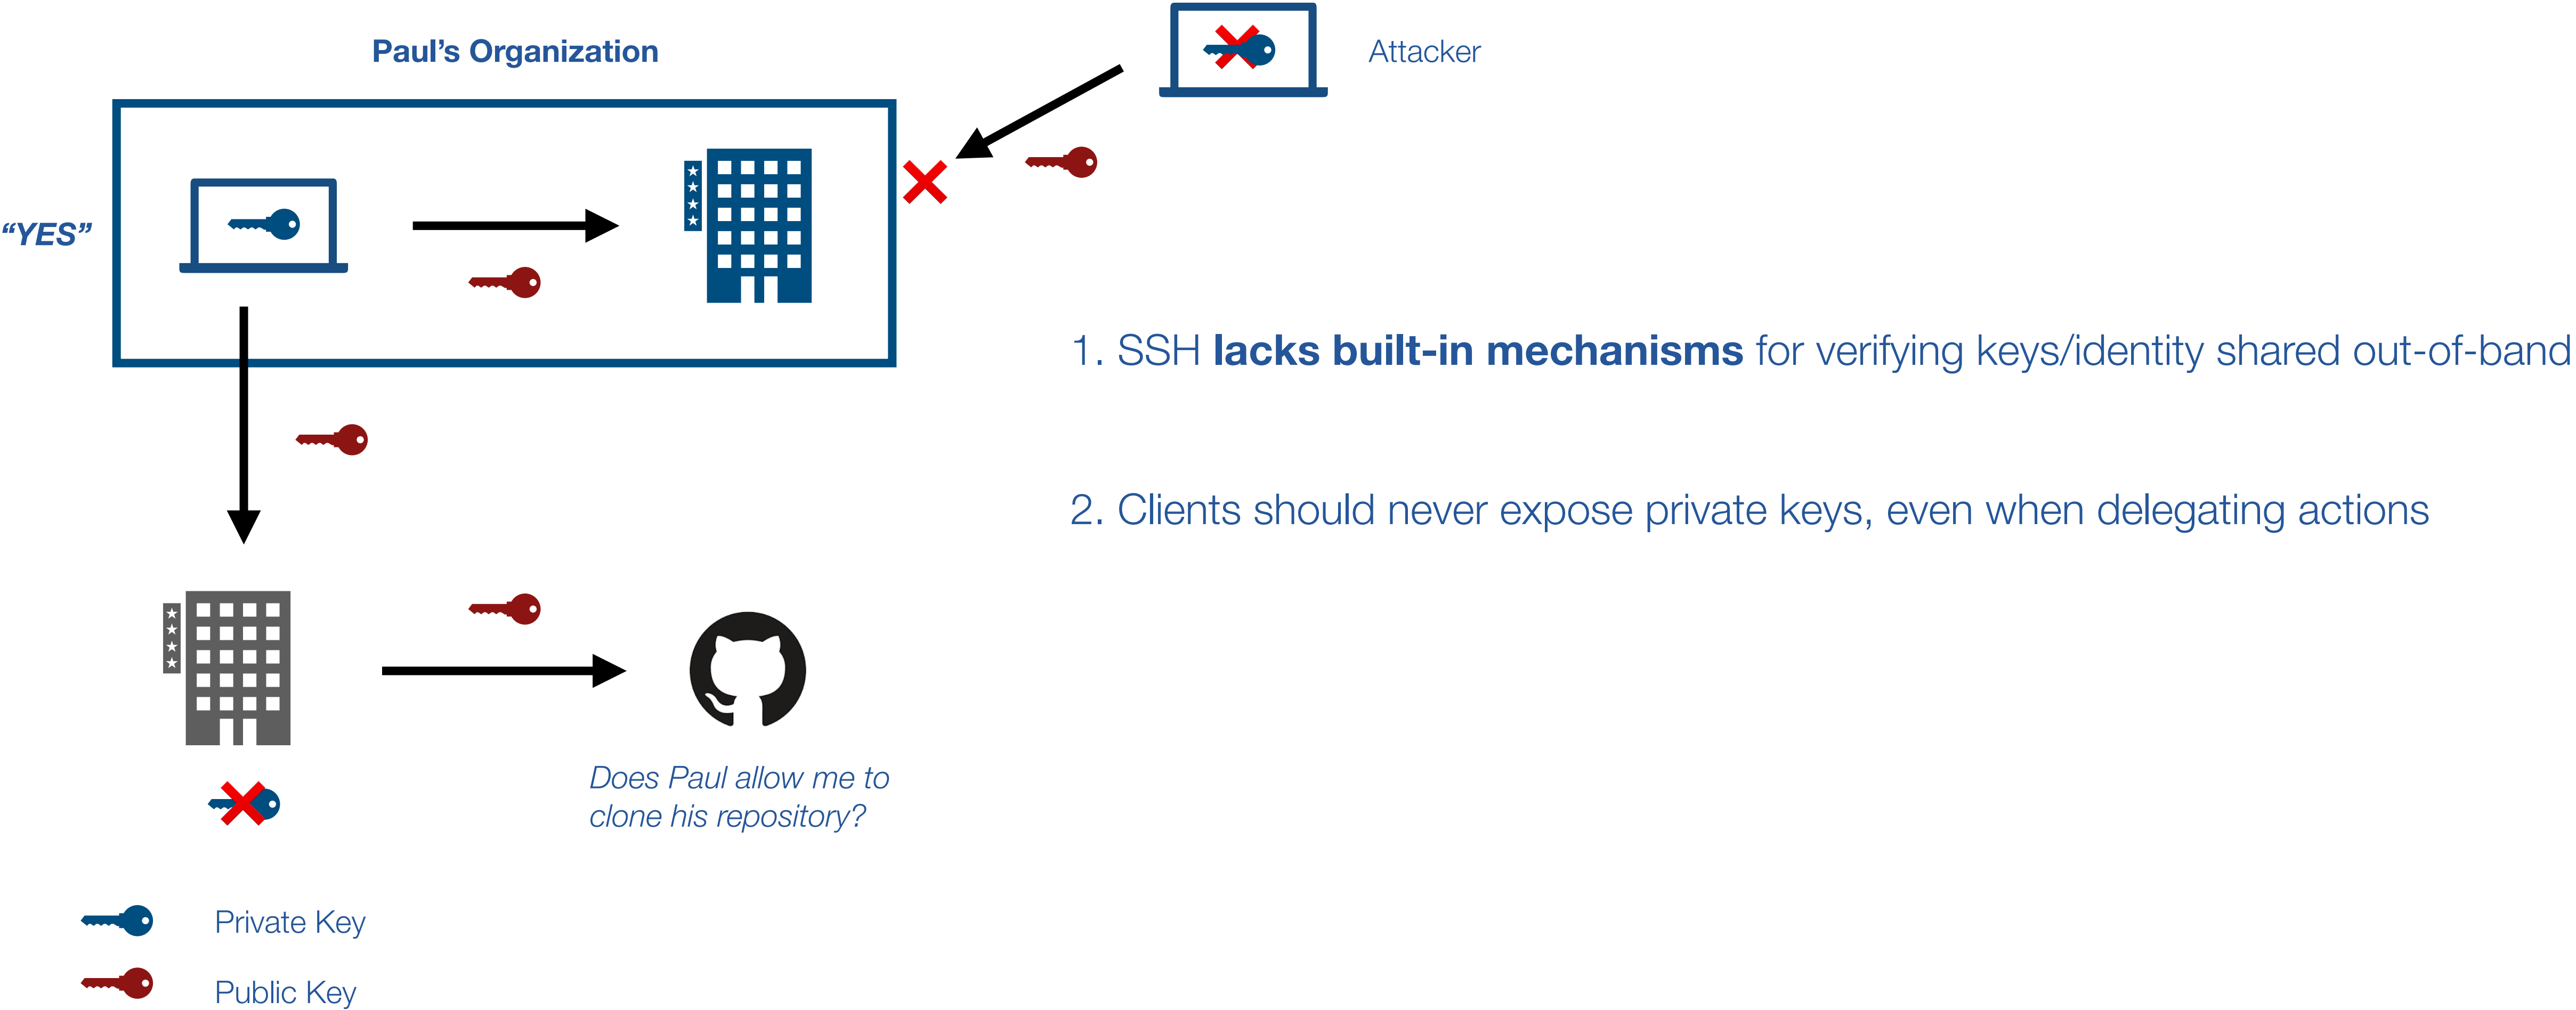 Paul’s Organization
Attacker
“YES”
1. SSH lacks built-in mechanisms for verifying keys/identity shared out-of-band
2. Clients should never expose private keys, even when delegating actions
Does Paul allow me to
clone his repository?
Private Key
Public Key